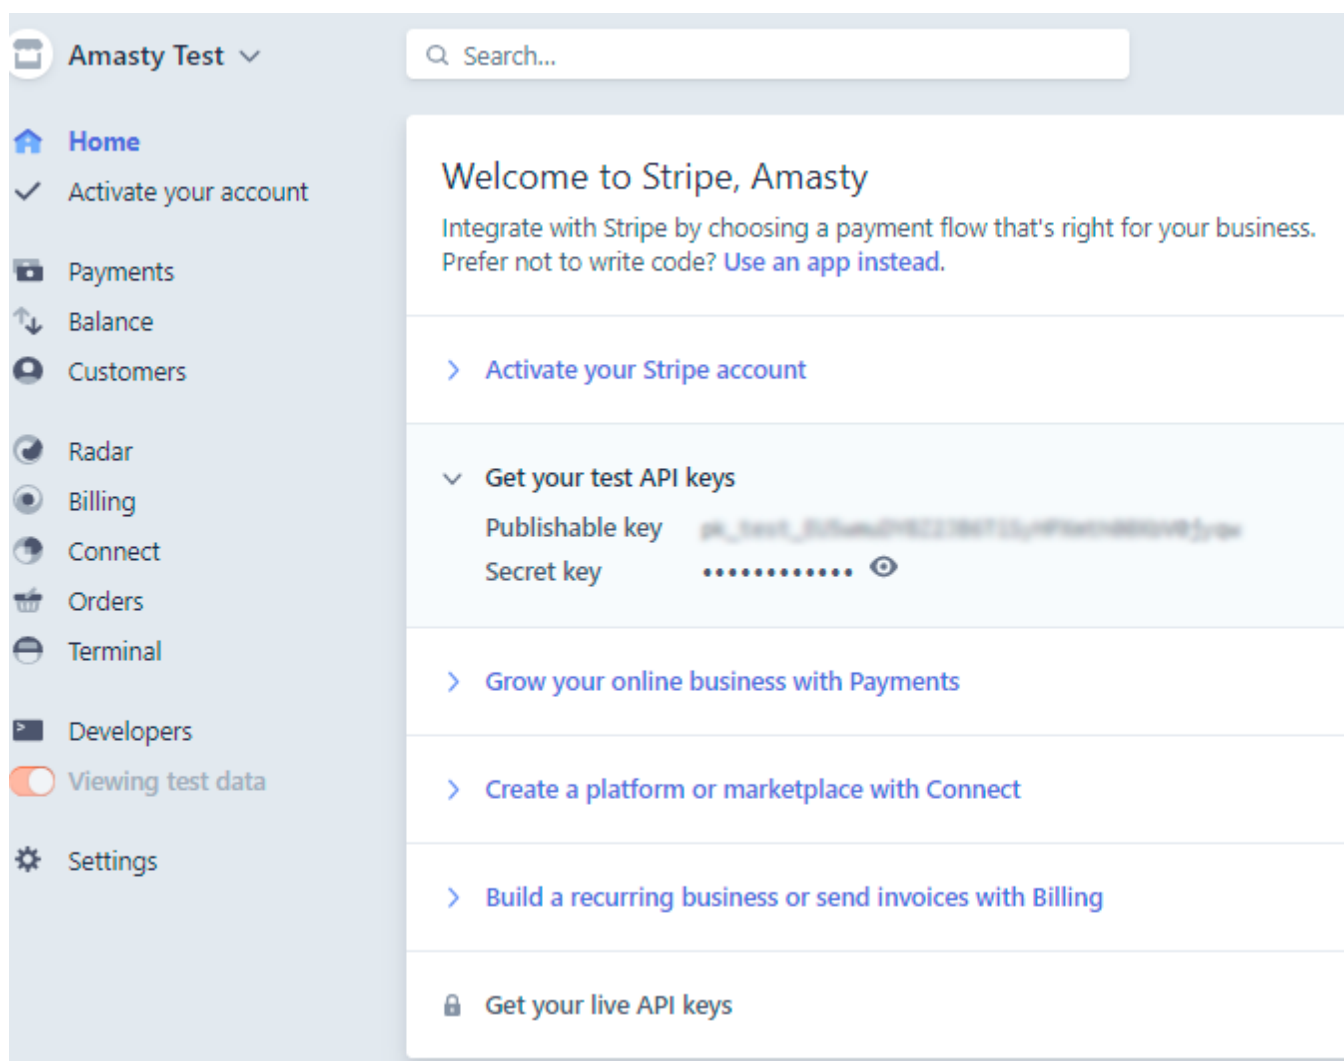 Amasty Test
Search...
Home
Activate your account
Payments
Balance
Customers
Radar
Billing
Connect
Orders
Terminal
Developers
Viewing test data
Settings
Welcome to Stripe, Amasty
Integrate with Stripe by choosing a payment flow that's right for your business.
Prefer not to write code? Use an app instead.
Activate your Stripe account
Get your test API keys
Publishable key
Secret key ••••••••••••
Grow your online business with Payments
Create a platform or marketplace with Connect
Build a recurring business or send invoices with Billing
Get your live API keys